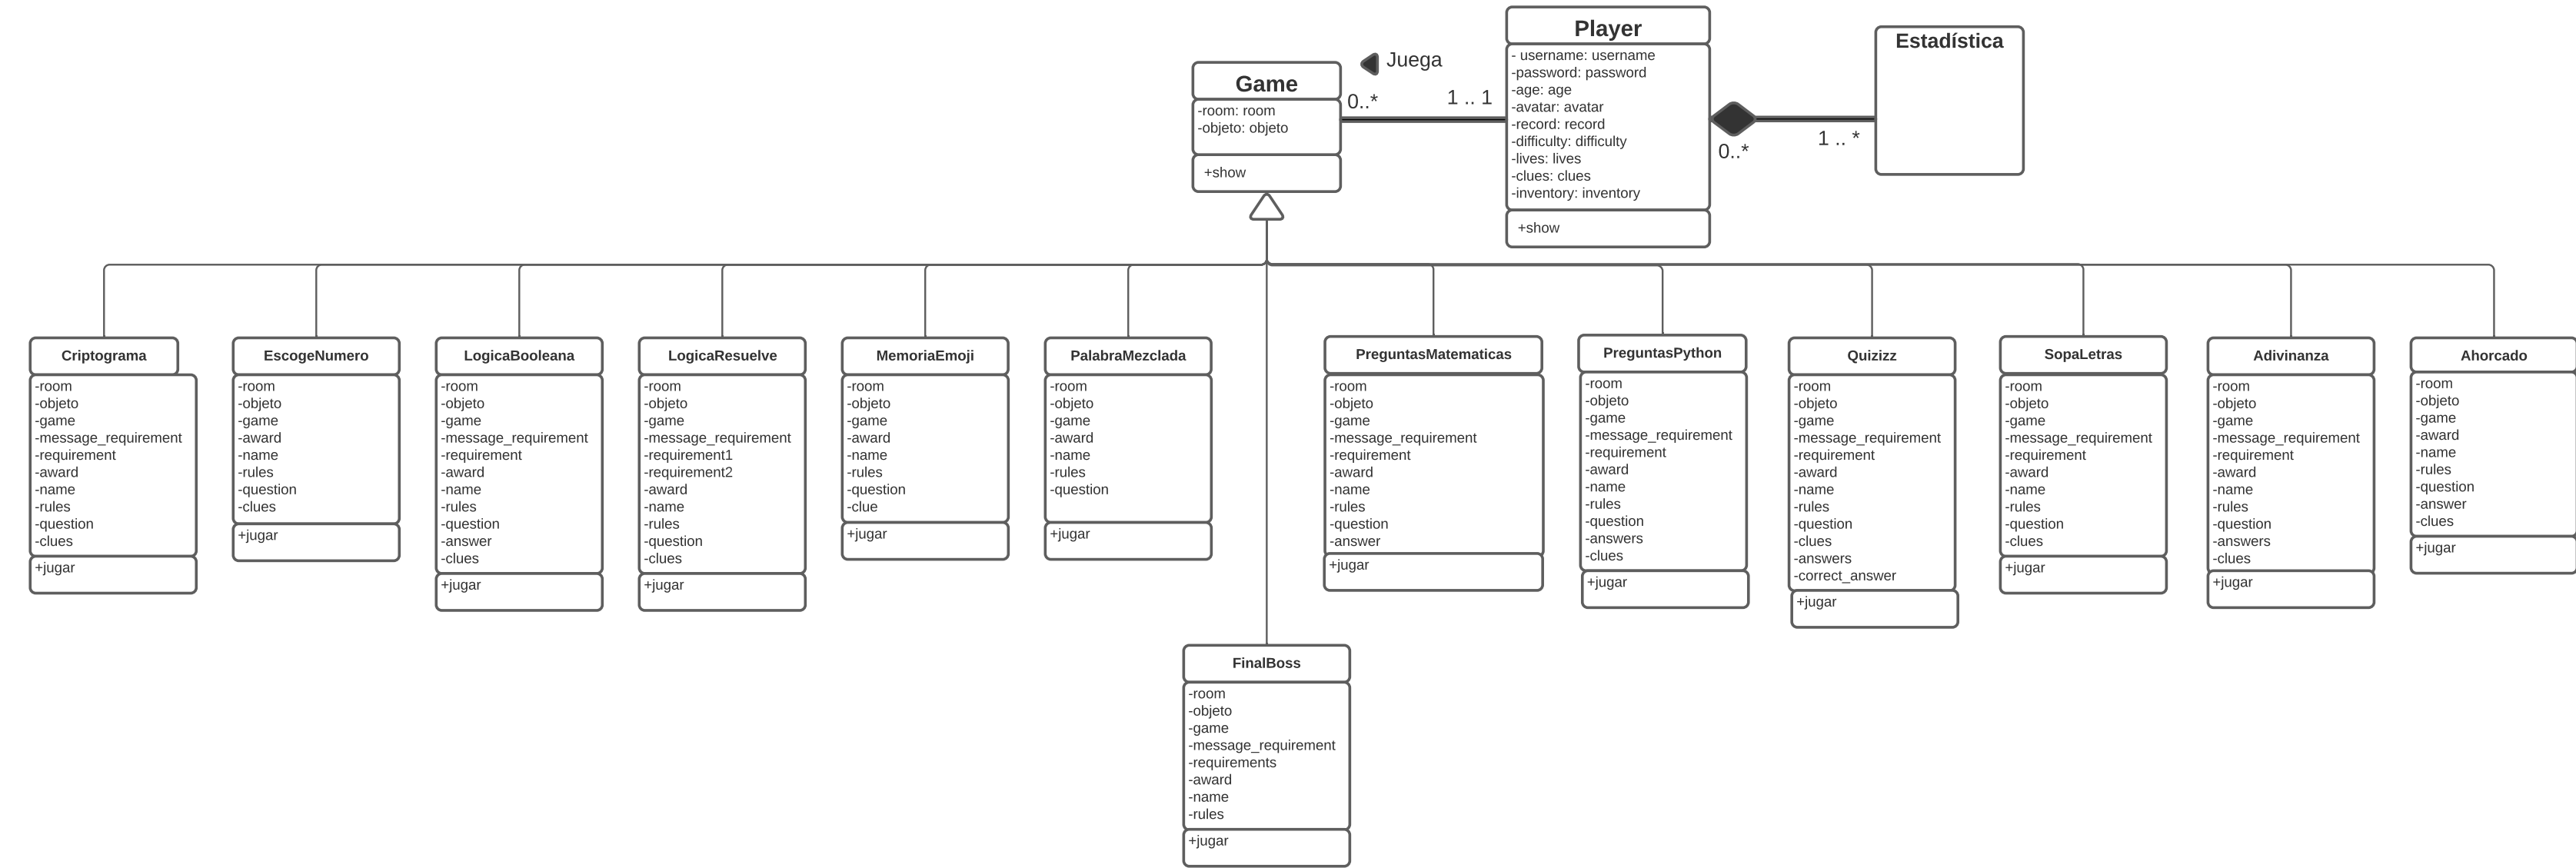 Player
- username: username
-password: password
-age: age
-avatar: avatar
-record: record
-difficulty: difficulty
-lives: lives
-clues: clues
-inventory: inventory
+show
Estadística
Juega
0..*
1 .. 1
0..*
1 .. *
Game
-room: room
-objeto: objeto
+show
Criptograma
-room
-objeto
-game
-message_requirement
-requirement
-award
-name
-rules
-question
-clues
+jugar
EscogeNumero
-room
-objeto
-game
-award
-name
-rules
-question
-clues
+jugar
LogicaBooleana
-room
-objeto
-game
-message_requirement
-requirement
-award
-name
-rules
-question
-answer
-clues
+jugar
LogicaResuelve
-room
-objeto
-game
-message_requirement
-requirement1
-requirement2
-award
-name
-rules
-question
-clues
+jugar
MemoriaEmoji
-room
-objeto
-game
-award
-name
-rules
-question
-clue
+jugar
PalabraMezclada
-room
-objeto
-game
-award
-name
-rules
-question
+jugar
PreguntasMatematicas
-room
-objeto
-game
-message_requirement
-requirement
-award
-name
-rules
-question
-answer
+jugar
PreguntasPython
-room
-objeto
-game
-message_requirement
-requirement
-award
-name
-rules
-question
-answers
-clues
+jugar
Quizizz
-room
-objeto
-game
-message_requirement
-requirement
-award
-name
-rules
-question
-clues
-answers
-correct_answer
+jugar
SopaLetras
-room
-objeto
-game
-message_requirement
-requirement
-award
-name
-rules
-question
-clues
+jugar
Adivinanza
-room
-objeto
-game
-message_requirement
-requirement
-award
-name
-rules
-question
-answers
-clues
+jugar
Ahorcado
-room
-objeto
-game
-award
-name
-rules
-question
-answer
-clues
+jugar
FinalBoss
-room
-objeto
-game
-message_requirement
-requirements
-award
-name
-rules
+jugar